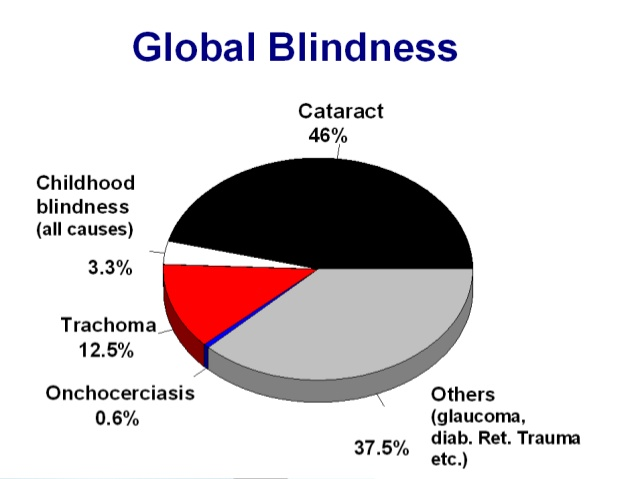 Global Blindness
Cataract
46%
Childhood
blindness
(all causes)
3.3%
Trachoma
12.5%
Onchocerciasis
0.6%
Others
(glaucoma,
diab. Ret. Trauma
etc.)
37.5%